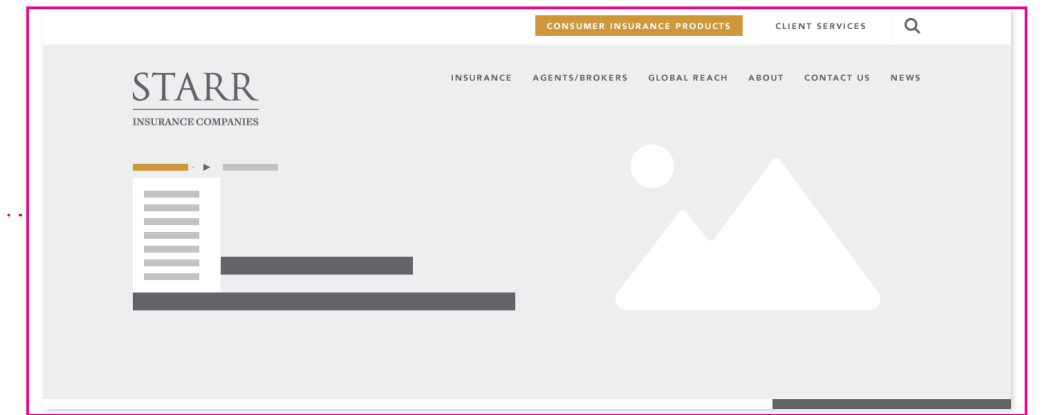 CONSUMER INSURANCE PRODUCTS CLIENT SERVICES
STARR
INSURANCE COMPANIES
INSURANCE AGENTS/BROKERS GLOBAL REACH ABOUT CONTACT US NEWS